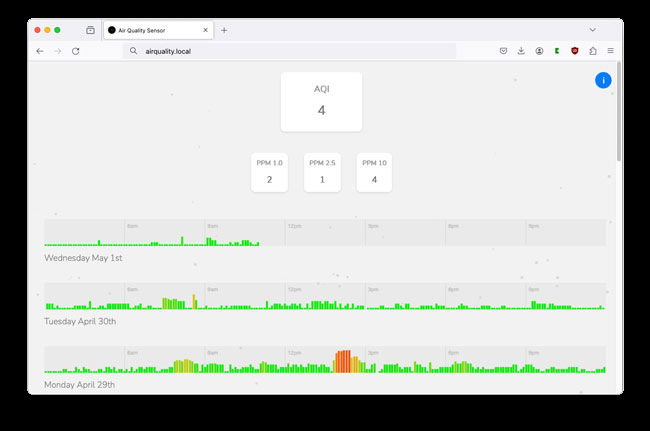 Air Quality Sensor
airquality.local
AQI
4
i
PPM 1.0
2
PPM 2.5
1
PPM 10
4
6am 9am 12pm 3pm 6pm 9pm
Wednesday May 1st
6am 9am 12pm 3pm 6pm 9pm
Tuesday April 30th
6am 9am 12pm 3pm 6pm 9pm
Monday April 29th